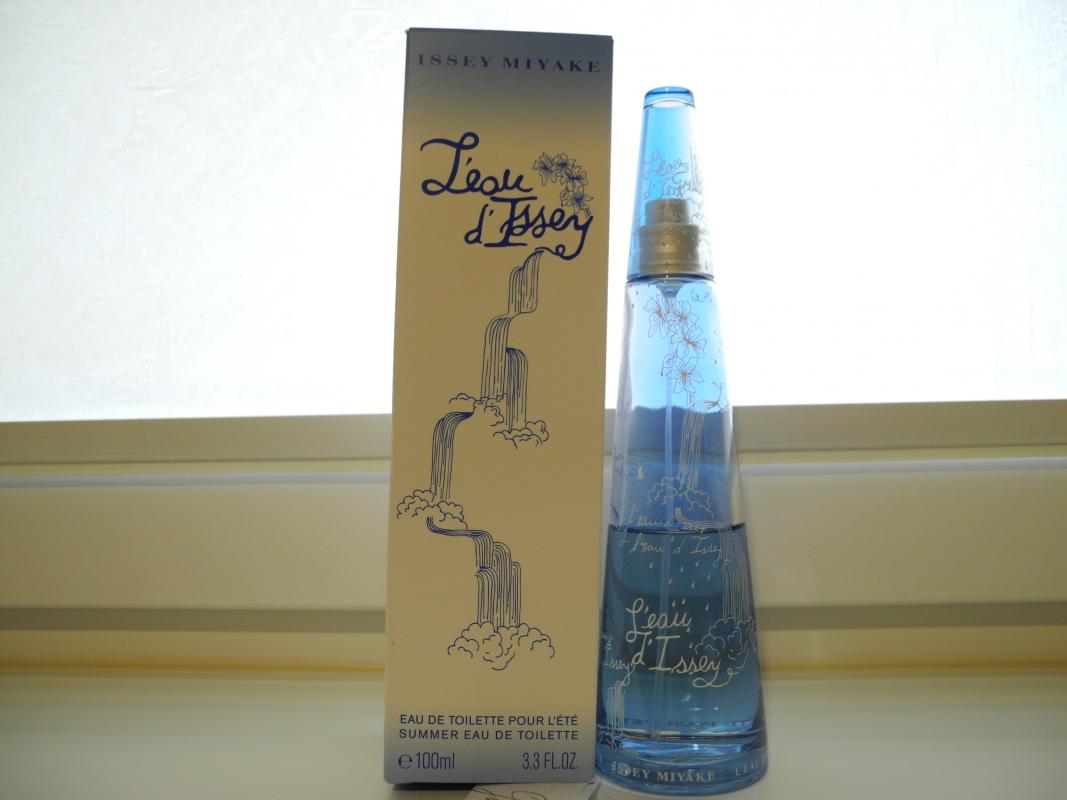 ISSEY MIYAKE
L'eau
d'Issey
EAU DE TOILETTE POUR L'ÉTÉ
SUMMER EAU DE TOILETTE
℮100ml 3.3 FL.OZ.
L'eau d'Issey
L'eau
d'Issey
ISSEY MIYAKE L'EAU